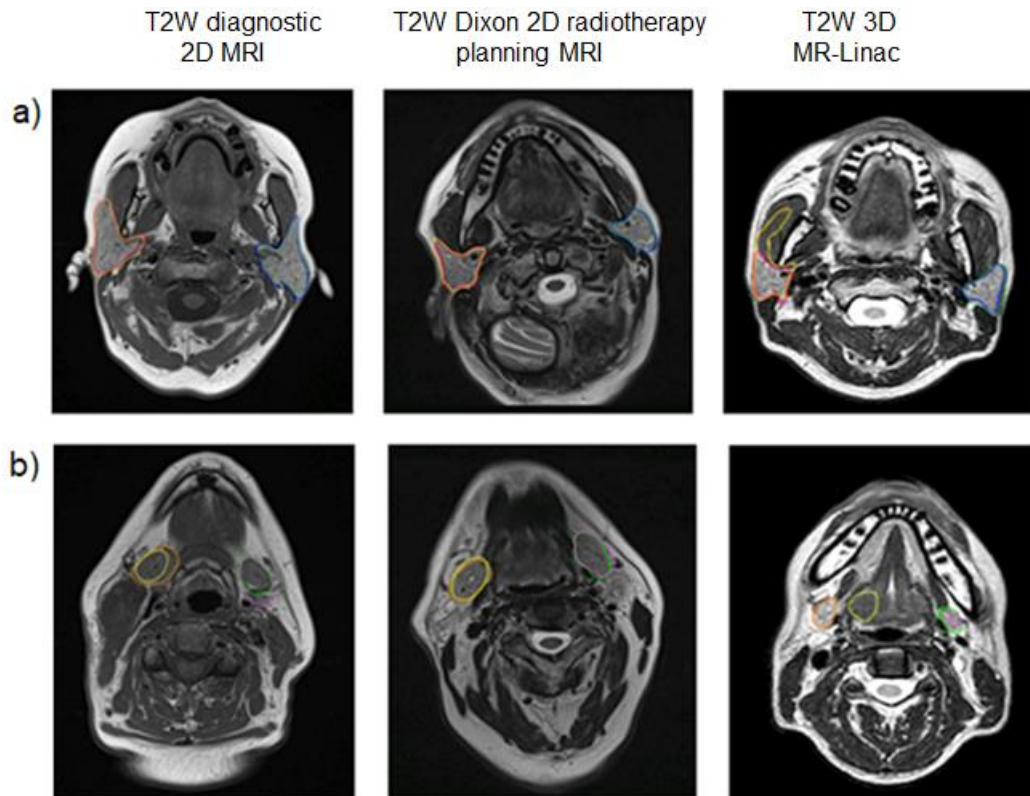 T2W diagnostic
2D MRI
T2W Dixon 2D radiotherapy
planning MRI
T2W 3D
MR-Linac
a)
b)